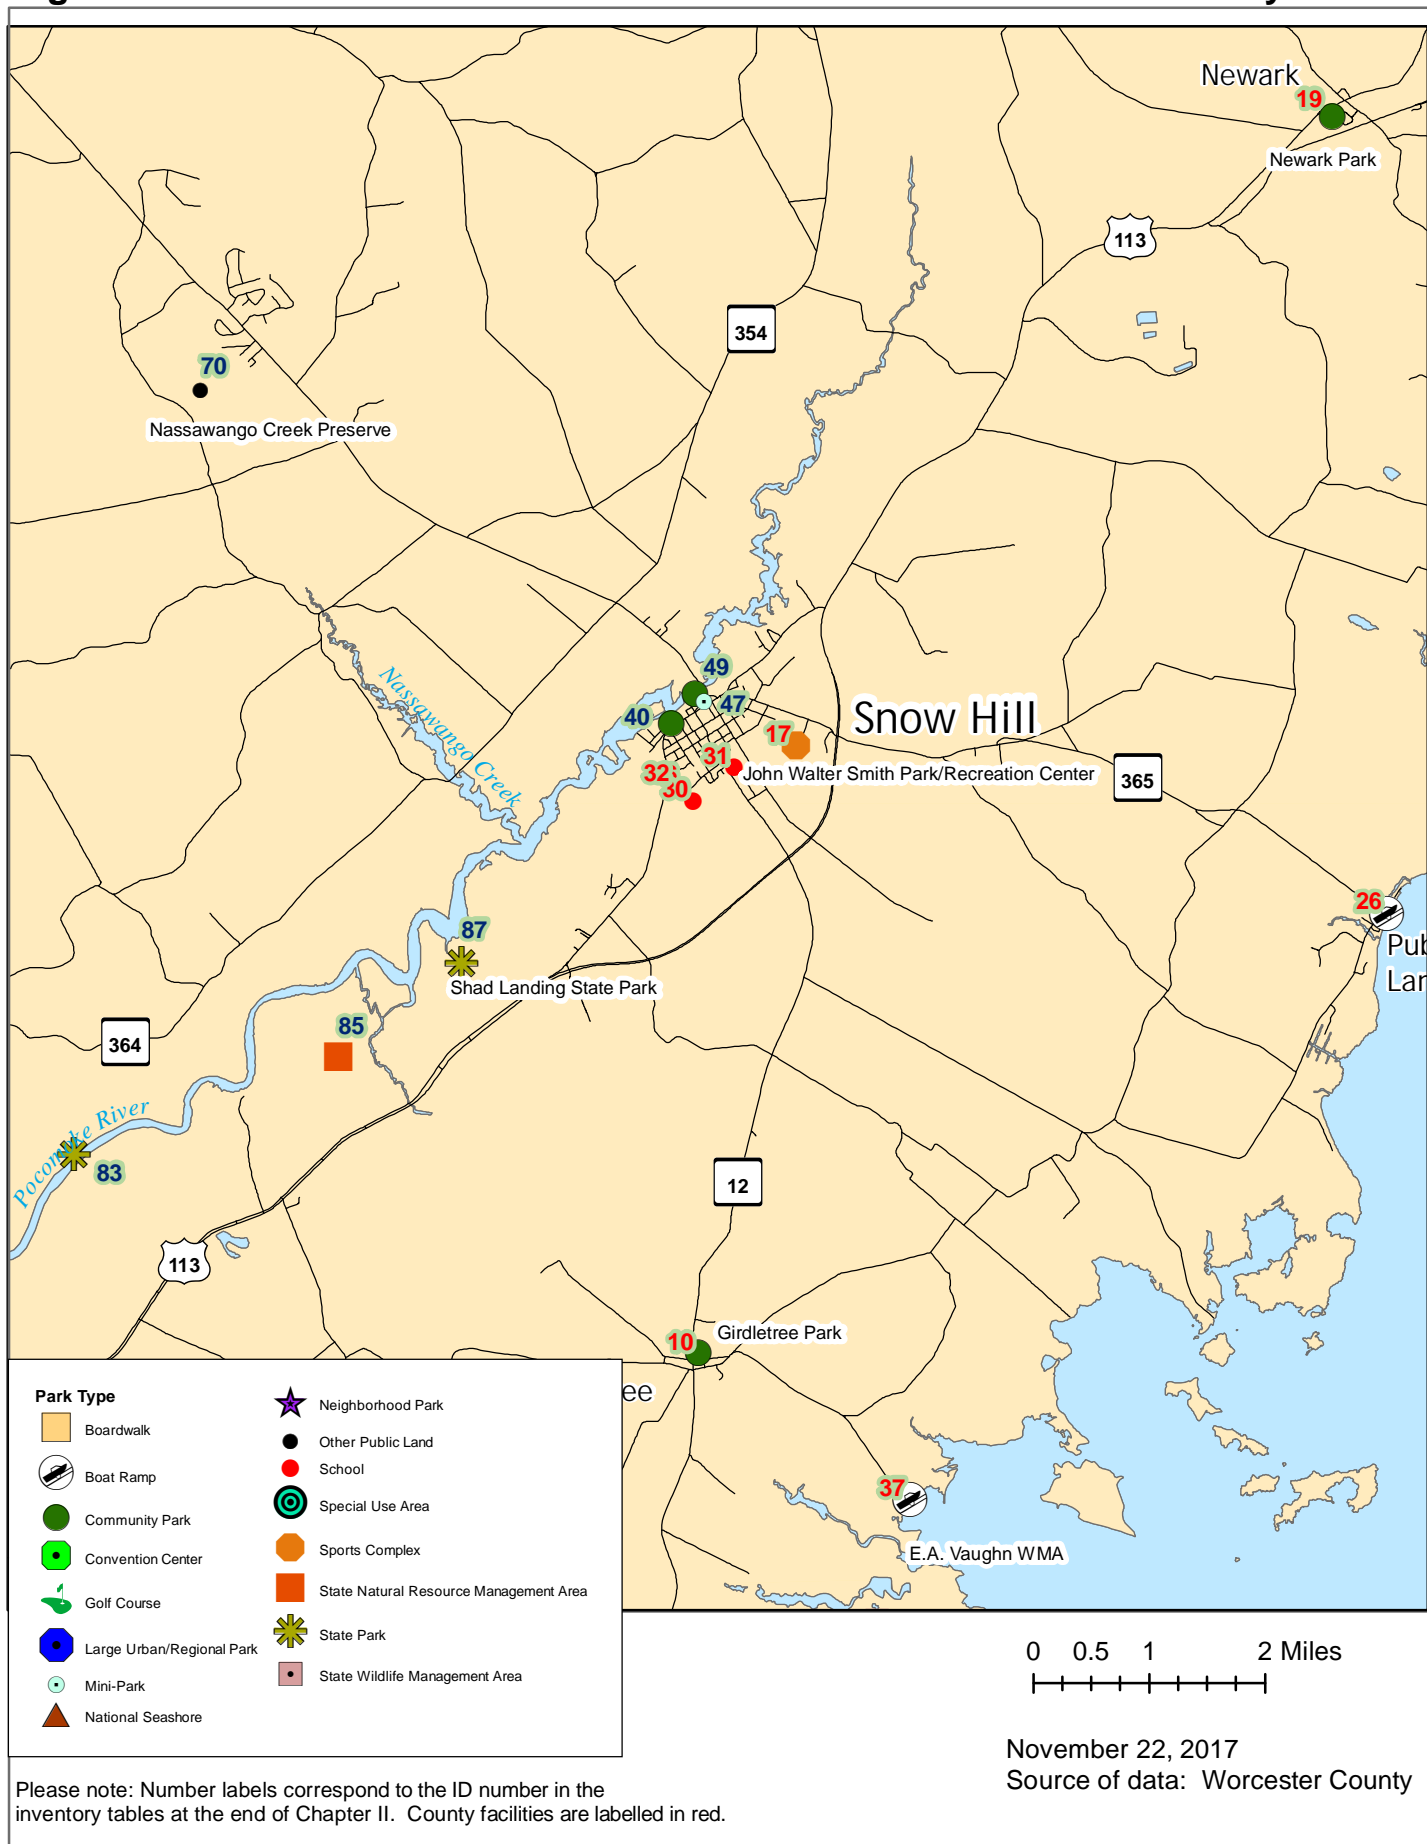 Newark
19
Newark Park
113
354
70
Nassawango Creek Preserve
Nassawango Creek
49
47
40
Snow Hill
17
31
John Walter Smith Park/Recreation Center
32
30
365
26
87
Shad Landing State Park
85
364
Pocomoke River
83
12
113
10
Girdletree Park
37
E.A. Vaughn WMA
Park Type
Boardwalk
Boat Ramp
Community Park
Convention Center
Golf Course
Large Urban/Regional Park
Mini-Park
National Seashore
Neighborhood Park
Other Public Land
School
Special Use Area
Sports Complex
State Natural Resource Management Area
State Park
State Wildlife Management Area
0 0.5 1 2 Miles
November 22, 2017
Source of data: Worcester County
Please note: Number labels correspond to the ID number in the
inventory tables at the end of Chapter II. County facilities are labelled in red.